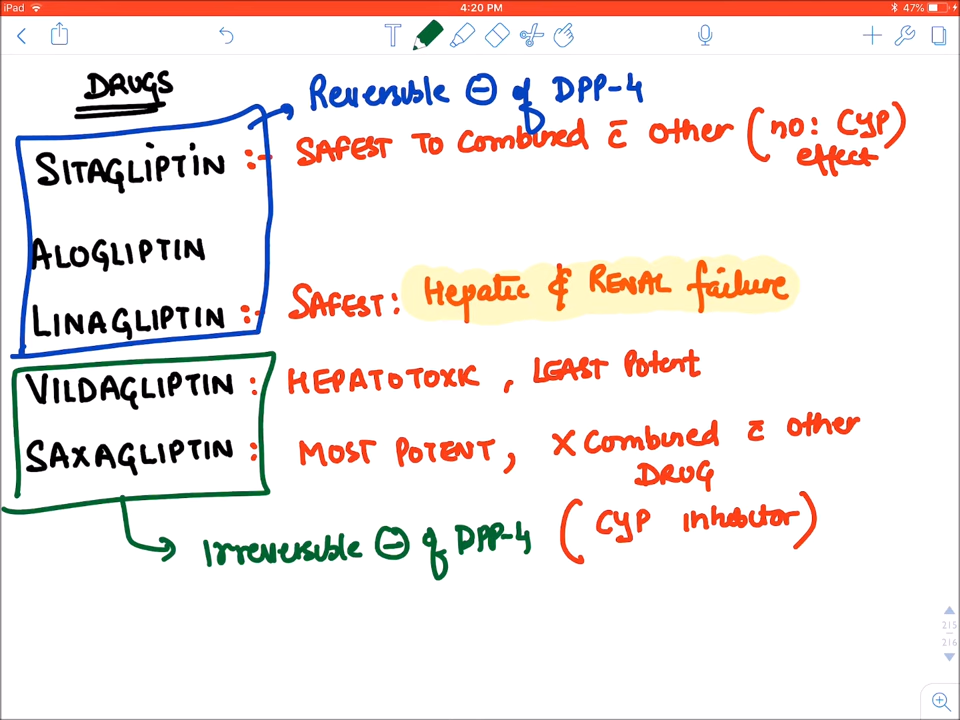 iPad 4:20 PM 47%
T
DRUGS
Reversible ⊖ of DPP-4
SITAGLIPTIN :- SAFEST TO Combined c̄ Other (no: CYP)
effect
ALOGLIPTIN
LINAGLIPTIN :- SAFEST: Hepatic & RENAL failure
VILDAGLIPTIN : HEPATOTOXIC, LEAST Potent
SAXAGLIPTIN : MOST POTENT, X Combined c̄ other
DRUG
Irreversible ⊖ of DPP-4 (CYP inhibitor)
215
216